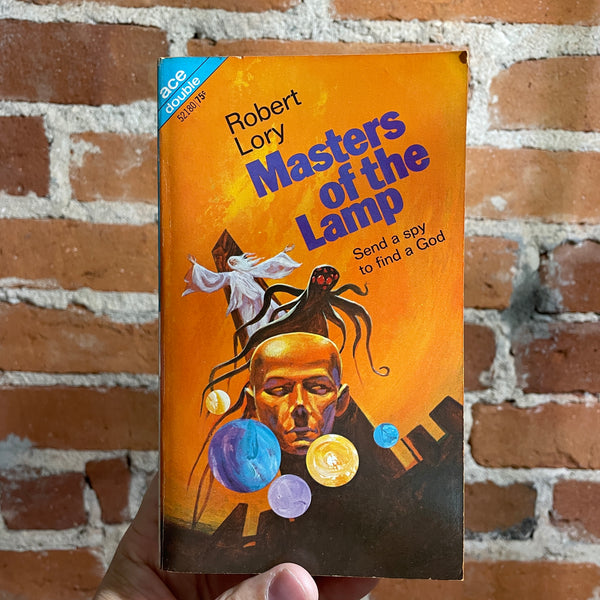 ace
double
52180/75¢
Robert
Lory
Masters
of the
Lamp
Send a spy
to find a God